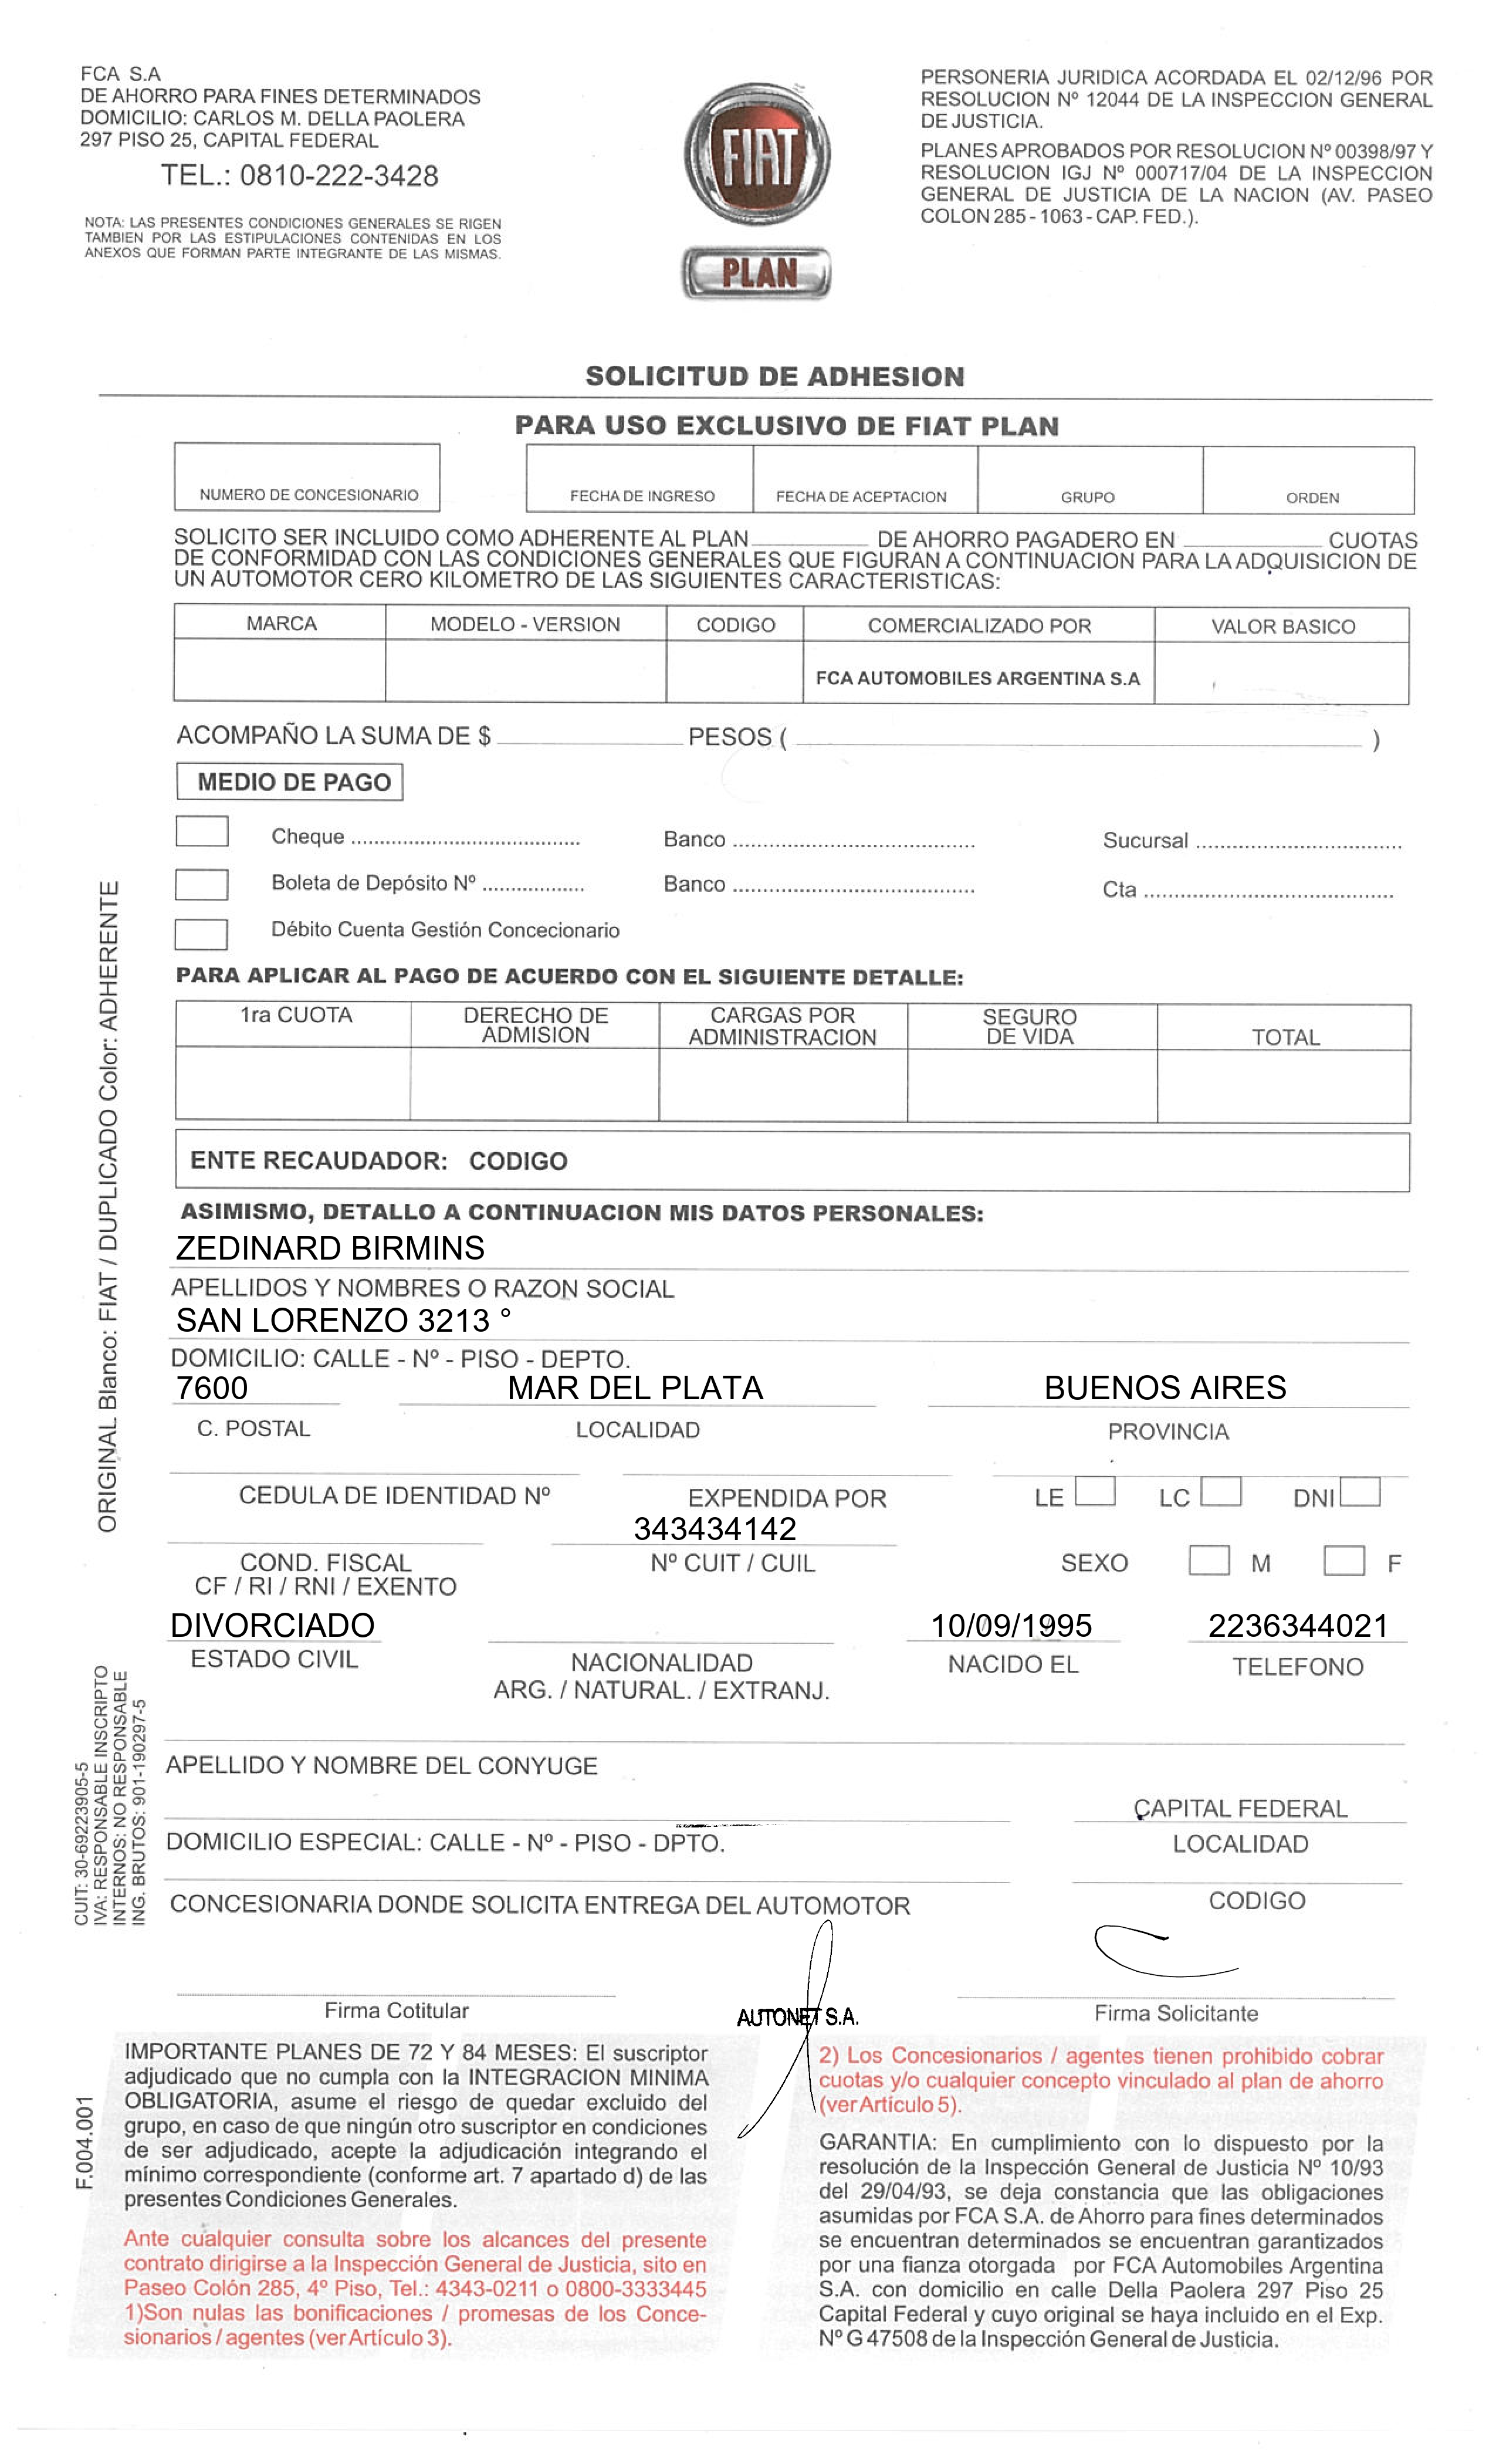 FCA S.A
DE AHORRO PARA FINES DETERMINADOS
DOMICILIO: CARLOS M. DELLA PAOLERA
297 PISO 25, CAPITAL FEDERAL
TEL.: 0810-222-3428
NOTA: LAS PRESENTES CONDICIONES GENERALES SE RIGEN
TAMBIEN POR LAS ESTIPULACIONES CONTENIDAS EN LOS
ANEXOS QUE FORMAN PARTE INTEGRANTE DE LAS MISMAS.
FIAT
PLAN
PERSONERIA JURIDICA ACORDADA EL 02/12/96 POR
RESOLUCION Nº 12044 DE LA INSPECCION GENERAL
DE JUSTICIA.
PLANES APROBADOS POR RESOLUCION Nº 00398/97 Y
RESOLUCION IGJ Nº 000717/04 DE LA INSPECCION
GENERAL DE JUSTICIA DE LA NACION (AV. PASEO
COLON 285 - 1063 - CAP. FED.).
SOLICITUD DE ADHESION
PARA USO EXCLUSIVO DE FIAT PLAN
NUMERO DE CONCESIONARIO FECHA DE INGRESO FECHA DE ACEPTACION GRUPO ORDEN
SOLICITO SER INCLUIDO COMO ADHERENTE AL PLAN__________ DE AHORRO PAGADERO EN ____________ CUOTAS
DE CONFORMIDAD CON LAS CONDICIONES GENERALES QUE FIGURAN A CONTINUACION PARA LA ADQUISICION DE
UN AUTOMOTOR CERO KILOMETRO DE LAS SIGUIENTES CARACTERISTICAS:
MARCA MODELO - VERSION CODIGO COMERCIALIZADO POR VALOR BASICO
FCA AUTOMOBILES ARGENTINA S.A
ACOMPAÑO LA SUMA DE $ ________________ PESOS ( ________________________________________ )
MEDIO DE PAGO
Cheque ...................................... Banco ........................................ Sucursal ..................................
Boleta de Depósito Nº ................. Banco ........................................ Cta .........................................
Débito Cuenta Gestión Concecionario
PARA APLICAR AL PAGO DE ACUERDO CON EL SIGUIENTE DETALLE:
1ra CUOTA DERECHO DE ADMISION CARGAS POR ADMINISTRACION SEGURO DE VIDA TOTAL
ENTE RECAUDADOR: CODIGO
ASIMISMO, DETALLO A CONTINUACION MIS DATOS PERSONALES:
ZEDINARD BIRMINS
APELLIDOS Y NOMBRES O RAZON SOCIAL
SAN LORENZO 3213 °
DOMICILIO: CALLE - Nº - PISO - DEPTO.
7600 MAR DEL PLATA BUENOS AIRES
C. POSTAL LOCALIDAD PROVINCIA
CEDULA DE IDENTIDAD Nº EXPENDIDA POR LE LC DNI
343434142
COND. FISCAL Nº CUIT / CUIL SEXO M F
CF / RI / RNI / EXENTO
DIVORCIADO 10/09/1995 2236344021
ESTADO CIVIL NACIONALIDAD NACIDO EL TELEFONO
ARG. / NATURAL. / EXTRANJ.
APELLIDO Y NOMBRE DEL CONYUGE
CAPITAL FEDERAL
DOMICILIO ESPECIAL: CALLE - Nº - PISO - DPTO. LOCALIDAD
CONCESIONARIA DONDE SOLICITA ENTREGA DEL AUTOMOTOR CODIGO
Firma Cotitular AUTONET S.A. Firma Solicitante
IMPORTANTE PLANES DE 72 Y 84 MESES: El suscriptor
adjudicado que no cumpla con la INTEGRACION MINIMA
OBLIGATORIA, asume el riesgo de quedar excluido del
grupo, en caso de que ningún otro suscriptor en condiciones
de ser adjudicado, acepte la adjudicación integrando el
mínimo correspondiente (conforme art. 7 apartado d) de las
presentes Condiciones Generales.
Ante cualquier consulta sobre los alcances del presente
contrato dirigirse a la Inspección General de Justicia, sito en
Paseo Colón 285, 4º Piso, Tel.: 4343-0211 o 0800-3333445
1)Son nulas las bonificaciones / promesas de los Conce-
sionarios / agentes (ver Artículo 3).
2) Los Concesionarios / agentes tienen prohibido cobrar
cuotas y/o cualquier concepto vinculado al plan de ahorro
(ver Artículo 5).
GARANTIA: En cumplimiento con lo dispuesto por la
resolución de la Inspección General de Justicia Nº 10/93
del 29/04/93, se deja constancia que las obligaciones
asumidas por FCA S.A. de Ahorro para fines determinados
se encuentran determinados se encuentran garantizados
por una fianza otorgada por FCA Automobiles Argentina
S.A. con domicilio en calle Della Paolera 297 Piso 25
Capital Federal y cuyo original se haya incluido en el Exp.
Nº G 47508 de la Inspección General de Justicia.
ORIGINAL Blanco: FIAT / DUPLICADO Color: ADHERENTE
CUIT: 30-69223905-5
IVA: RESPONSABLE INSCRIPTO
INTERNOS: NO RESPONSABLE
ING. BRUTOS: 901-190297-5
F.004.001